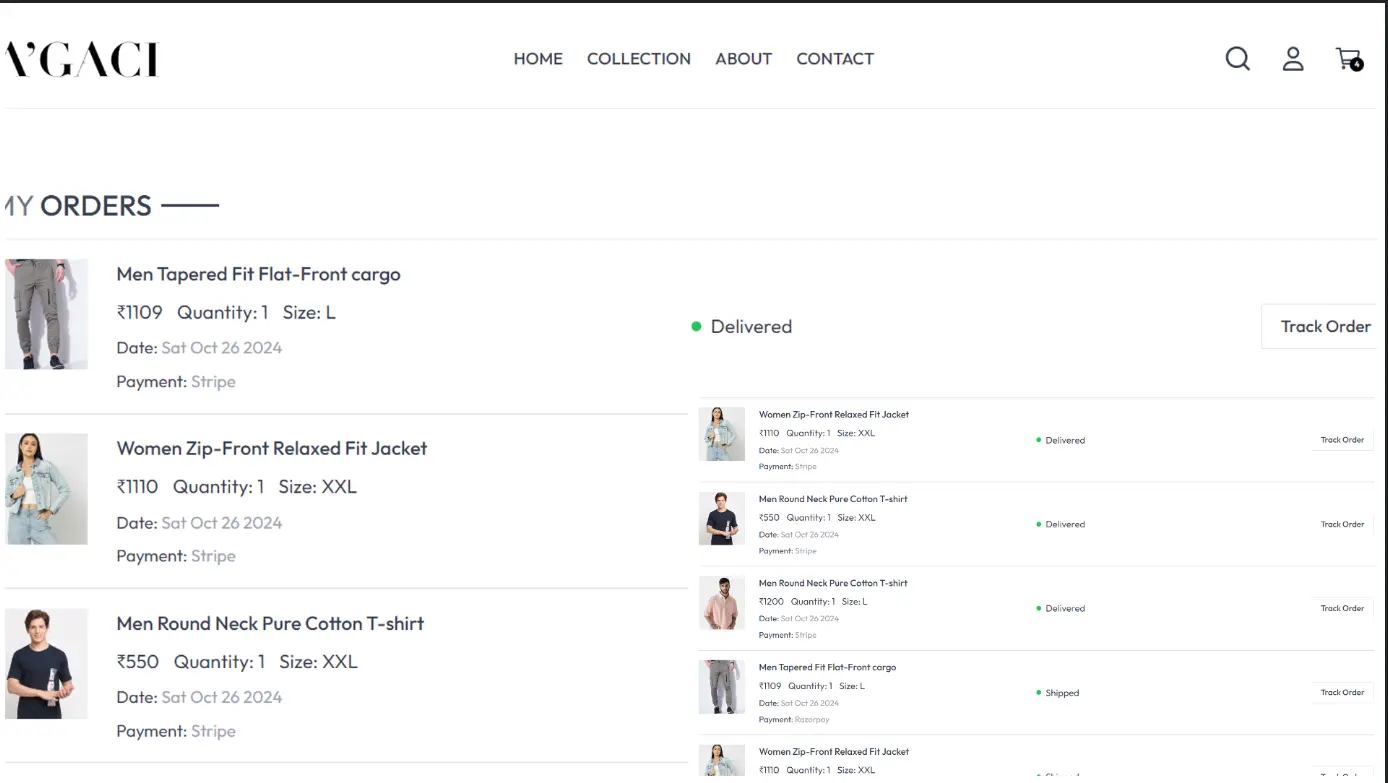 A'GACI
HOME COLLECTION ABOUT CONTACT
4
MY ORDERS
Men Tapered Fit Flat-Front cargo
₹1109 Quantity: 1 Size: L
Date: Sat Oct 26 2024
Payment: Stripe
Delivered
Track Order
Women Zip-Front Relaxed Fit Jacket
₹1110 Quantity: 1 Size: XXL
Date: Sat Oct 26 2024
Payment: Stripe
Men Round Neck Pure Cotton T-shirt
₹550 Quantity: 1 Size: XXL
Date: Sat Oct 26 2024
Payment: Stripe
Women Zip-Front Relaxed Fit Jacket
₹1110 Quantity: 1 Size: XXL
Date: Sat Oct 26 2024
Payment: Stripe
Delivered
Track Order
Men Round Neck Pure Cotton T-shirt
₹550 Quantity: 1 Size: XXL
Date: Sat Oct 26 2024
Payment: Stripe
Delivered
Track Order
Men Round Neck Pure Cotton T-shirt
₹1200 Quantity: 1 Size: L
Date: Sat Oct 26 2024
Payment: Stripe
Delivered
Track Order
Men Tapered Fit Flat-Front cargo
₹1109 Quantity: 1 Size: L
Date: Sat Oct 26 2024
Payment: Razorpay
Shipped
Track Order
Women Zip-Front Relaxed Fit Jacket
₹1110 Quantity: 1 Size: XXL